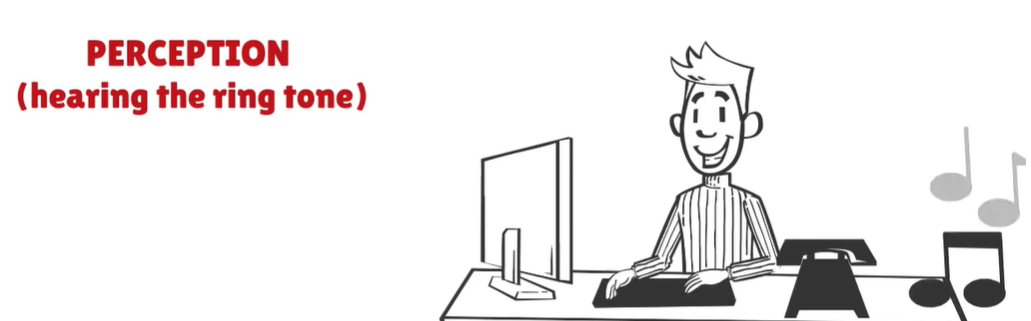 PERCEPTION
(hearing the ring tone)